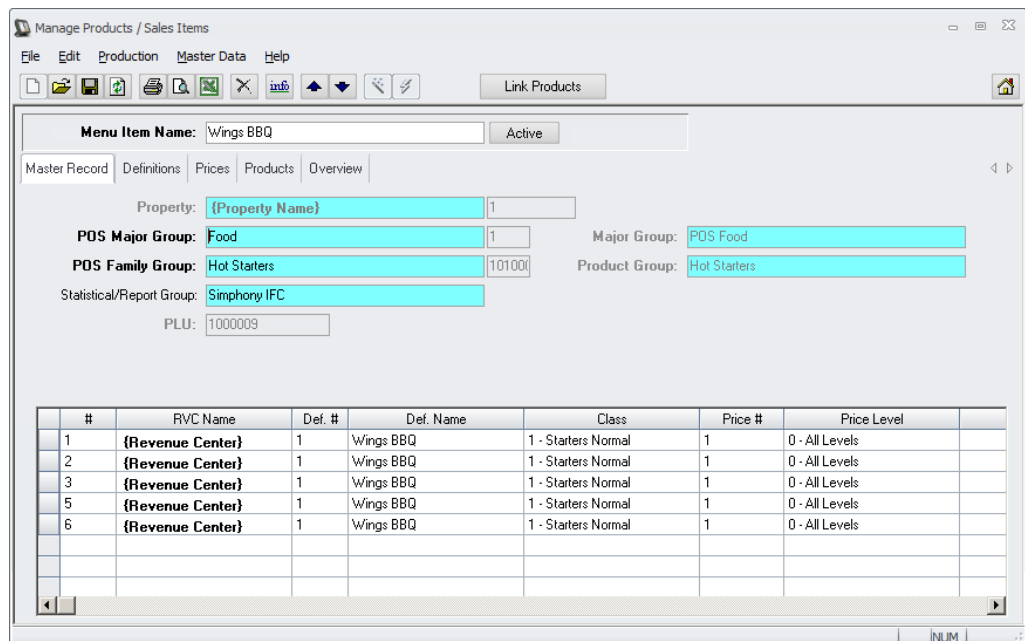 Manage Products / Sales Items
File Edit Production Master Data Help
info Link Products
Menu Item Name: Wings BBQ Active
Master Record Definitions Prices Products Overview
Property: {Property Name} 1
POS Major Group: Food 1 Major Group: POS Food
POS Family Group: Hot Starters 10100 Product Group: Hot Starters
Statistical/Report Group: Simphony IFC
PLU: 1000009
# RVC Name Def. # Def. Name Class Price # Price Level
1 {Revenue Center} 1 Wings BBQ 1 - Starters Normal 1 0 - All Levels
2 {Revenue Center} 1 Wings BBQ 1 - Starters Normal 1 0 - All Levels
3 {Revenue Center} 1 Wings BBQ 1 - Starters Normal 1 0 - All Levels
5 {Revenue Center} 1 Wings BBQ 1 - Starters Normal 1 0 - All Levels
6 {Revenue Center} 1 Wings BBQ 1 - Starters Normal 1 0 - All Levels
NUM